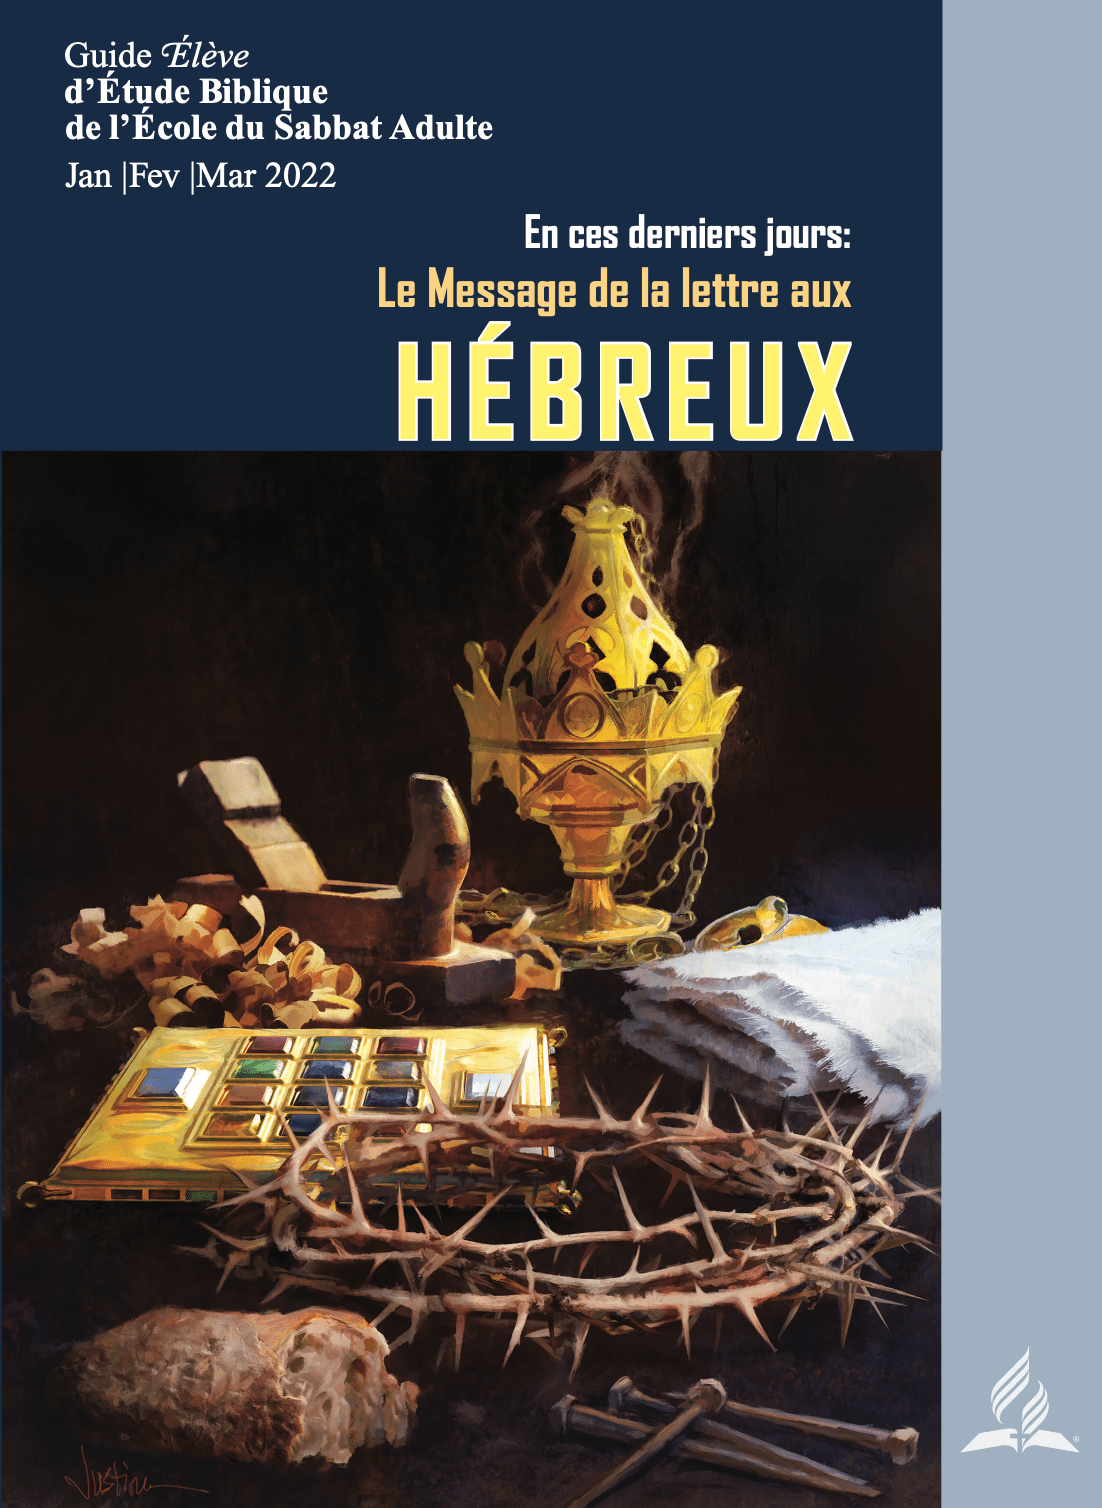 Guide Élève
d’Étude Biblique
de l’École du Sabbat Adulte
Jan |Fev |Mar 2022
En ces derniers jours:
Le Message de la lettre aux
HÉBREUX
®